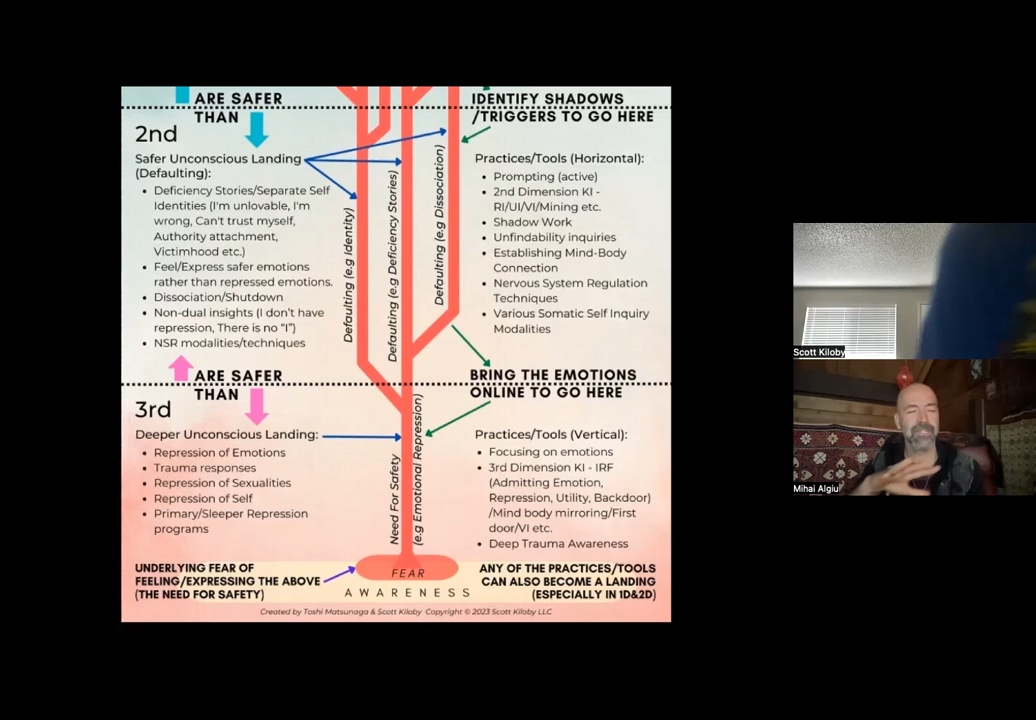 ARE SAFER
THAN
2nd
Safer Unconscious Landing
(Defaulting):
• Deficiency Stories/Separate Self
Identities (I'm unlovable, I'm
wrong, Can't trust myself,
Authority attachment,
Victimhood etc.)
• Feel/Express safer emotions
rather than repressed emotions.
• Dissociation/Shutdown
• Non-dual insights (I don't have
repression, There is no "I")
• NSR modalities/techniques
Defaulting (e.g Identity)
Defaulting (e.g Deficiency Stories)
Defaulting (e.g Dissociation)
IDENTIFY SHADOWS
/TRIGGERS TO GO HERE
Practices/Tools (Horizontal):
• Prompting (active)
• 2nd Dimension KI -
RI/UI/VI/Mining etc.
• Shadow Work
• Unfindability inquiries
• Establishing Mind-Body
Connection
• Nervous System Regulation
Techniques
• Various Somatic Self Inquiry
Modalities
ARE SAFER
THAN
3rd
Deeper Unconscious Landing:
• Repression of Emotions
• Trauma responses
• Repression of Sexualities
• Repression of Self
• Primary/Sleeper Repression
programs
Need For Safety
(e.g Emotional Repression)
BRING THE EMOTIONS
ONLINE TO GO HERE
Practices/Tools (Vertical):
• Focusing on emotions
• 3rd Dimension KI - IRF
(Admitting Emotion,
Repression, Utility, Backdoor)
/Mind body mirroring/First
door/VI etc.
• Deep Trauma Awareness
UNDERLYING FEAR OF
FEELING/EXPRESSING THE ABOVE
(THE NEED FOR SAFETY)
FEAR
AWARENESS
ANY OF THE PRACTICES/TOOLS
CAN ALSO BECOME A LANDING
(ESPECIALLY IN 1D&2D)
Created by Toshi Matsunaga & Scott Kiloby Copyright © 2023 Scott Kiloby LLC
Scott Kiloby
Mihai Algiu